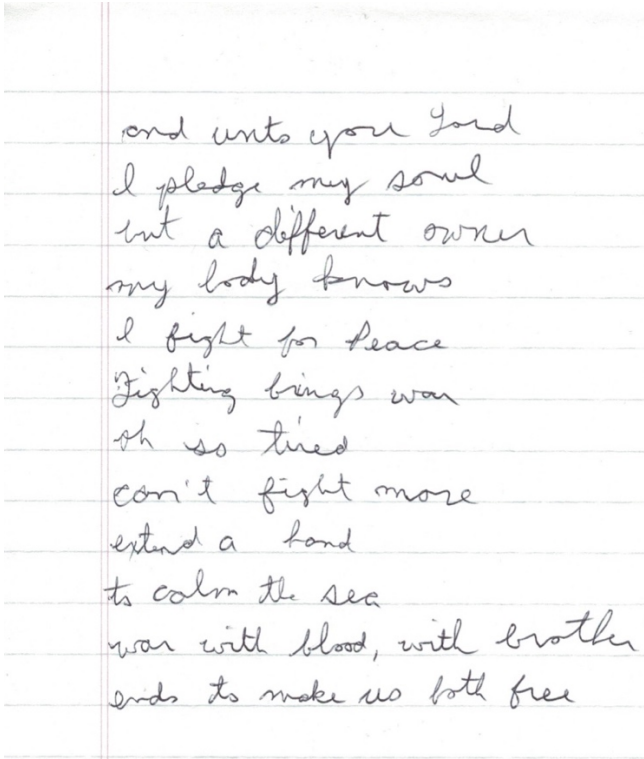 and unto you Lord
I pledge my soul
but a different owner
my body knows
I fight for Peace
Fighting brings war
oh so tired
can't fight more
extend a hand
to calm the sea
war with blood, with brother
ends to make us both free